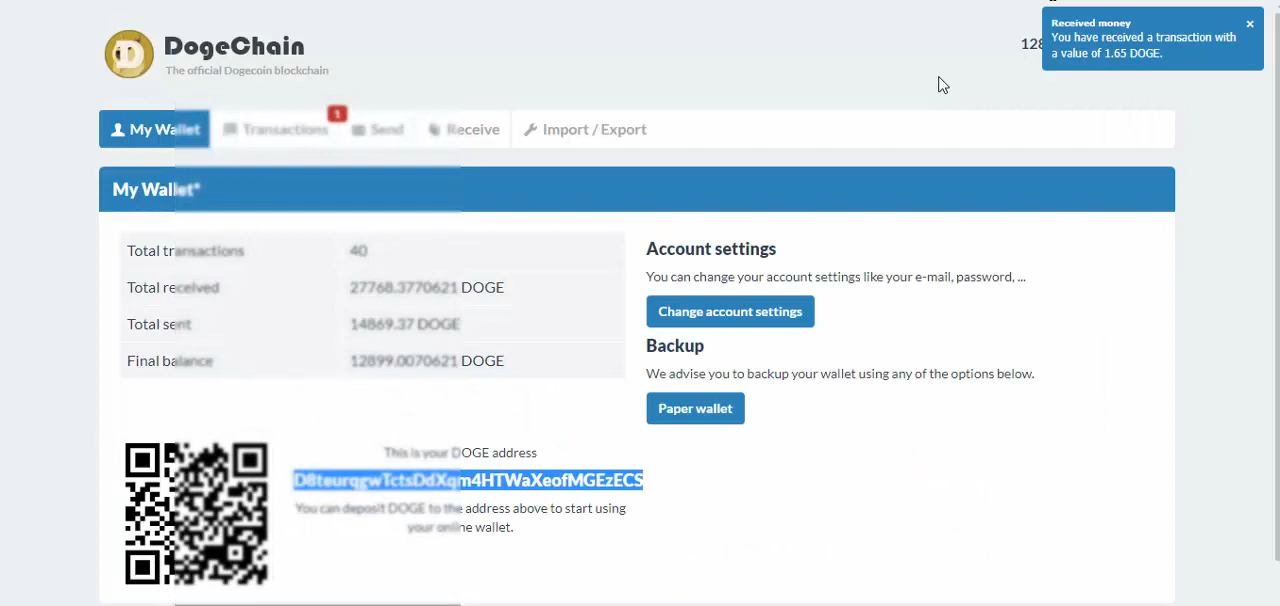 DogeChain
The official Dogecoin blockchain
128
Received money ×
You have received a transaction with
a value of 1.65 DOGE.
My Wallet
Transactions
1
Send
Receive
Import / Export
My Wallet*
Total transactions 40
Total received 27768.3770621 DOGE
Total sent 14869.37 DOGE
Final balance 12899.0070621 DOGE
Account settings
You can change your account settings like your e-mail, password, ...
Change account settings
Backup
We advise you to backup your wallet using any of the options below.
Paper wallet
This is your DOGE address
D8teurqgwTctsDdXqm4HTWaXeofMGEzECS
You can deposit DOGE to the address above to start using
your online wallet.